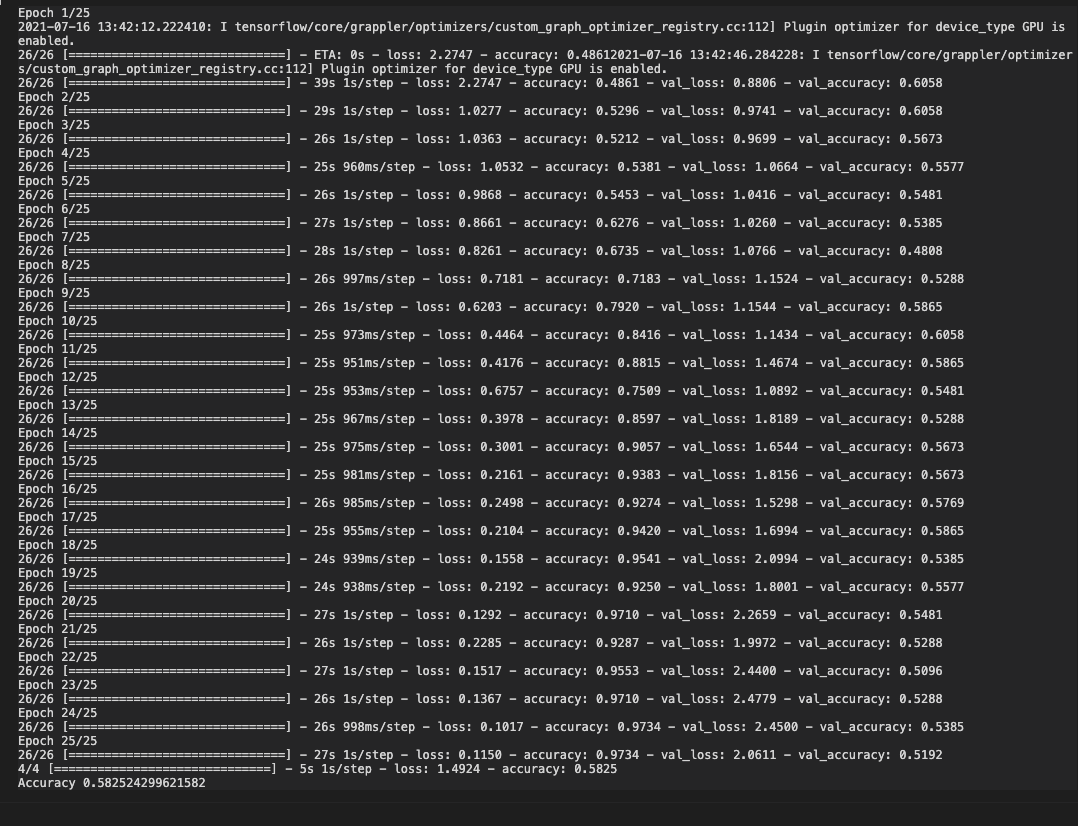 Epoch 1/25
2021-07-16 13:42:12.222410: I tensorflow/core/grappler/optimizers/custom_graph_optimizer_registry.cc:112] Plugin optimizer for device_type GPU is
enabled.
26/26 [==============================] - ETA: 0s - loss: 2.2747 - accuracy: 0.48612021-07-16 13:42:46.284228: I tensorflow/core/grappler/optimizer
s/custom_graph_optimizer_registry.cc:112] Plugin optimizer for device_type GPU is enabled.
26/26 [==============================] - 39s 1s/step - loss: 2.2747 - accuracy: 0.4861 - val_loss: 0.8806 - val_accuracy: 0.6058
Epoch 2/25
26/26 [==============================] - 29s 1s/step - loss: 1.0277 - accuracy: 0.5296 - val_loss: 0.9741 - val_accuracy: 0.6058
Epoch 3/25
26/26 [==============================] - 26s 1s/step - loss: 1.0363 - accuracy: 0.5212 - val_loss: 0.9699 - val_accuracy: 0.5673
Epoch 4/25
26/26 [==============================] - 25s 960ms/step - loss: 1.0532 - accuracy: 0.5381 - val_loss: 1.0664 - val_accuracy: 0.5577
Epoch 5/25
26/26 [==============================] - 26s 1s/step - loss: 0.9868 - accuracy: 0.5453 - val_loss: 1.0416 - val_accuracy: 0.5481
Epoch 6/25
26/26 [==============================] - 27s 1s/step - loss: 0.8661 - accuracy: 0.6276 - val_loss: 1.0260 - val_accuracy: 0.5385
Epoch 7/25
26/26 [==============================] - 28s 1s/step - loss: 0.8261 - accuracy: 0.6735 - val_loss: 1.0766 - val_accuracy: 0.4808
Epoch 8/25
26/26 [==============================] - 26s 997ms/step - loss: 0.7181 - accuracy: 0.7183 - val_loss: 1.1524 - val_accuracy: 0.5288
Epoch 9/25
26/26 [==============================] - 26s 1s/step - loss: 0.6203 - accuracy: 0.7920 - val_loss: 1.1544 - val_accuracy: 0.5865
Epoch 10/25
26/26 [==============================] - 25s 973ms/step - loss: 0.4464 - accuracy: 0.8416 - val_loss: 1.1434 - val_accuracy: 0.6058
Epoch 11/25
26/26 [==============================] - 25s 951ms/step - loss: 0.4176 - accuracy: 0.8815 - val_loss: 1.4674 - val_accuracy: 0.5865
Epoch 12/25
26/26 [==============================] - 25s 953ms/step - loss: 0.6757 - accuracy: 0.7509 - val_loss: 1.0892 - val_accuracy: 0.5481
Epoch 13/25
26/26 [==============================] - 25s 967ms/step - loss: 0.3978 - accuracy: 0.8597 - val_loss: 1.8189 - val_accuracy: 0.5288
Epoch 14/25
26/26 [==============================] - 25s 975ms/step - loss: 0.3001 - accuracy: 0.9057 - val_loss: 1.6544 - val_accuracy: 0.5673
Epoch 15/25
26/26 [==============================] - 25s 981ms/step - loss: 0.2161 - accuracy: 0.9383 - val_loss: 1.8156 - val_accuracy: 0.5673
Epoch 16/25
26/26 [==============================] - 26s 985ms/step - loss: 0.2498 - accuracy: 0.9274 - val_loss: 1.5298 - val_accuracy: 0.5769
Epoch 17/25
26/26 [==============================] - 25s 955ms/step - loss: 0.2104 - accuracy: 0.9420 - val_loss: 1.6994 - val_accuracy: 0.5865
Epoch 18/25
26/26 [==============================] - 24s 939ms/step - loss: 0.1558 - accuracy: 0.9541 - val_loss: 2.0994 - val_accuracy: 0.5385
Epoch 19/25
26/26 [==============================] - 24s 938ms/step - loss: 0.2192 - accuracy: 0.9250 - val_loss: 1.8001 - val_accuracy: 0.5577
Epoch 20/25
26/26 [==============================] - 27s 1s/step - loss: 0.1292 - accuracy: 0.9710 - val_loss: 2.2659 - val_accuracy: 0.5481
Epoch 21/25
26/26 [==============================] - 26s 1s/step - loss: 0.2285 - accuracy: 0.9287 - val_loss: 1.9972 - val_accuracy: 0.5288
Epoch 22/25
26/26 [==============================] - 27s 1s/step - loss: 0.1517 - accuracy: 0.9553 - val_loss: 2.4400 - val_accuracy: 0.5096
Epoch 23/25
26/26 [==============================] - 26s 1s/step - loss: 0.1367 - accuracy: 0.9710 - val_loss: 2.4779 - val_accuracy: 0.5288
Epoch 24/25
26/26 [==============================] - 26s 998ms/step - loss: 0.1017 - accuracy: 0.9734 - val_loss: 2.4500 - val_accuracy: 0.5385
Epoch 25/25
26/26 [==============================] - 27s 1s/step - loss: 0.1150 - accuracy: 0.9734 - val_loss: 2.0611 - val_accuracy: 0.5192
4/4 [==============================] - 5s 1s/step - loss: 1.4924 - accuracy: 0.5825
Accuracy 0.582524299621582